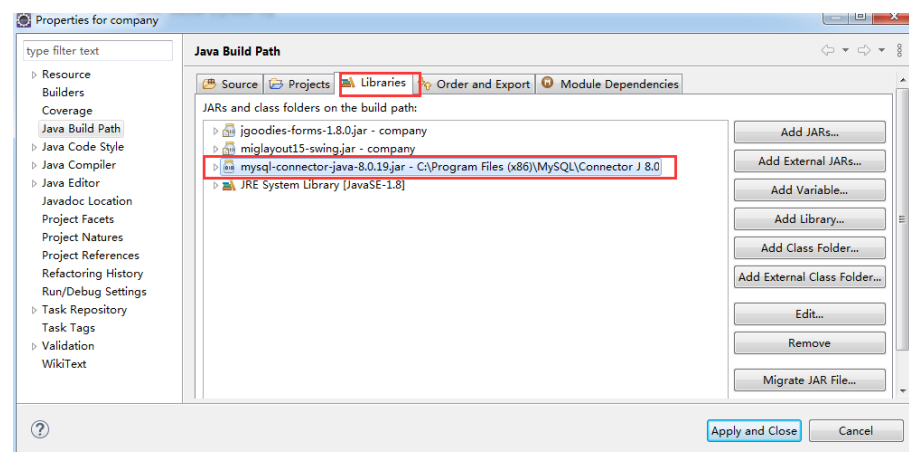 Properties for company
type filter text
Resource
Builders
Coverage
Java Build Path
Java Code Style
Java Compiler
Java Editor
Javadoc Location
Project Facets
Project Natures
Project References
Refactoring History
Run/Debug Settings
Task Repository
Task Tags
Validation
WikiText
Java Build Path
Source Projects Libraries Order and Export Module Dependencies
JARs and class folders on the build path:
jgoodies-forms-1.8.0.jar - company
miglayout15-swing.jar - company
mysql-connector-java-8.0.19.jar - C:\Program Files (x86)\MySQL\Connector J 8.0
JRE System Library [JavaSE-1.8]
Add JARs...
Add External JARs...
Add Variable...
Add Library...
Add Class Folder...
Add External Class Folder...
Edit...
Remove
Migrate JAR File...
Apply and Close Cancel